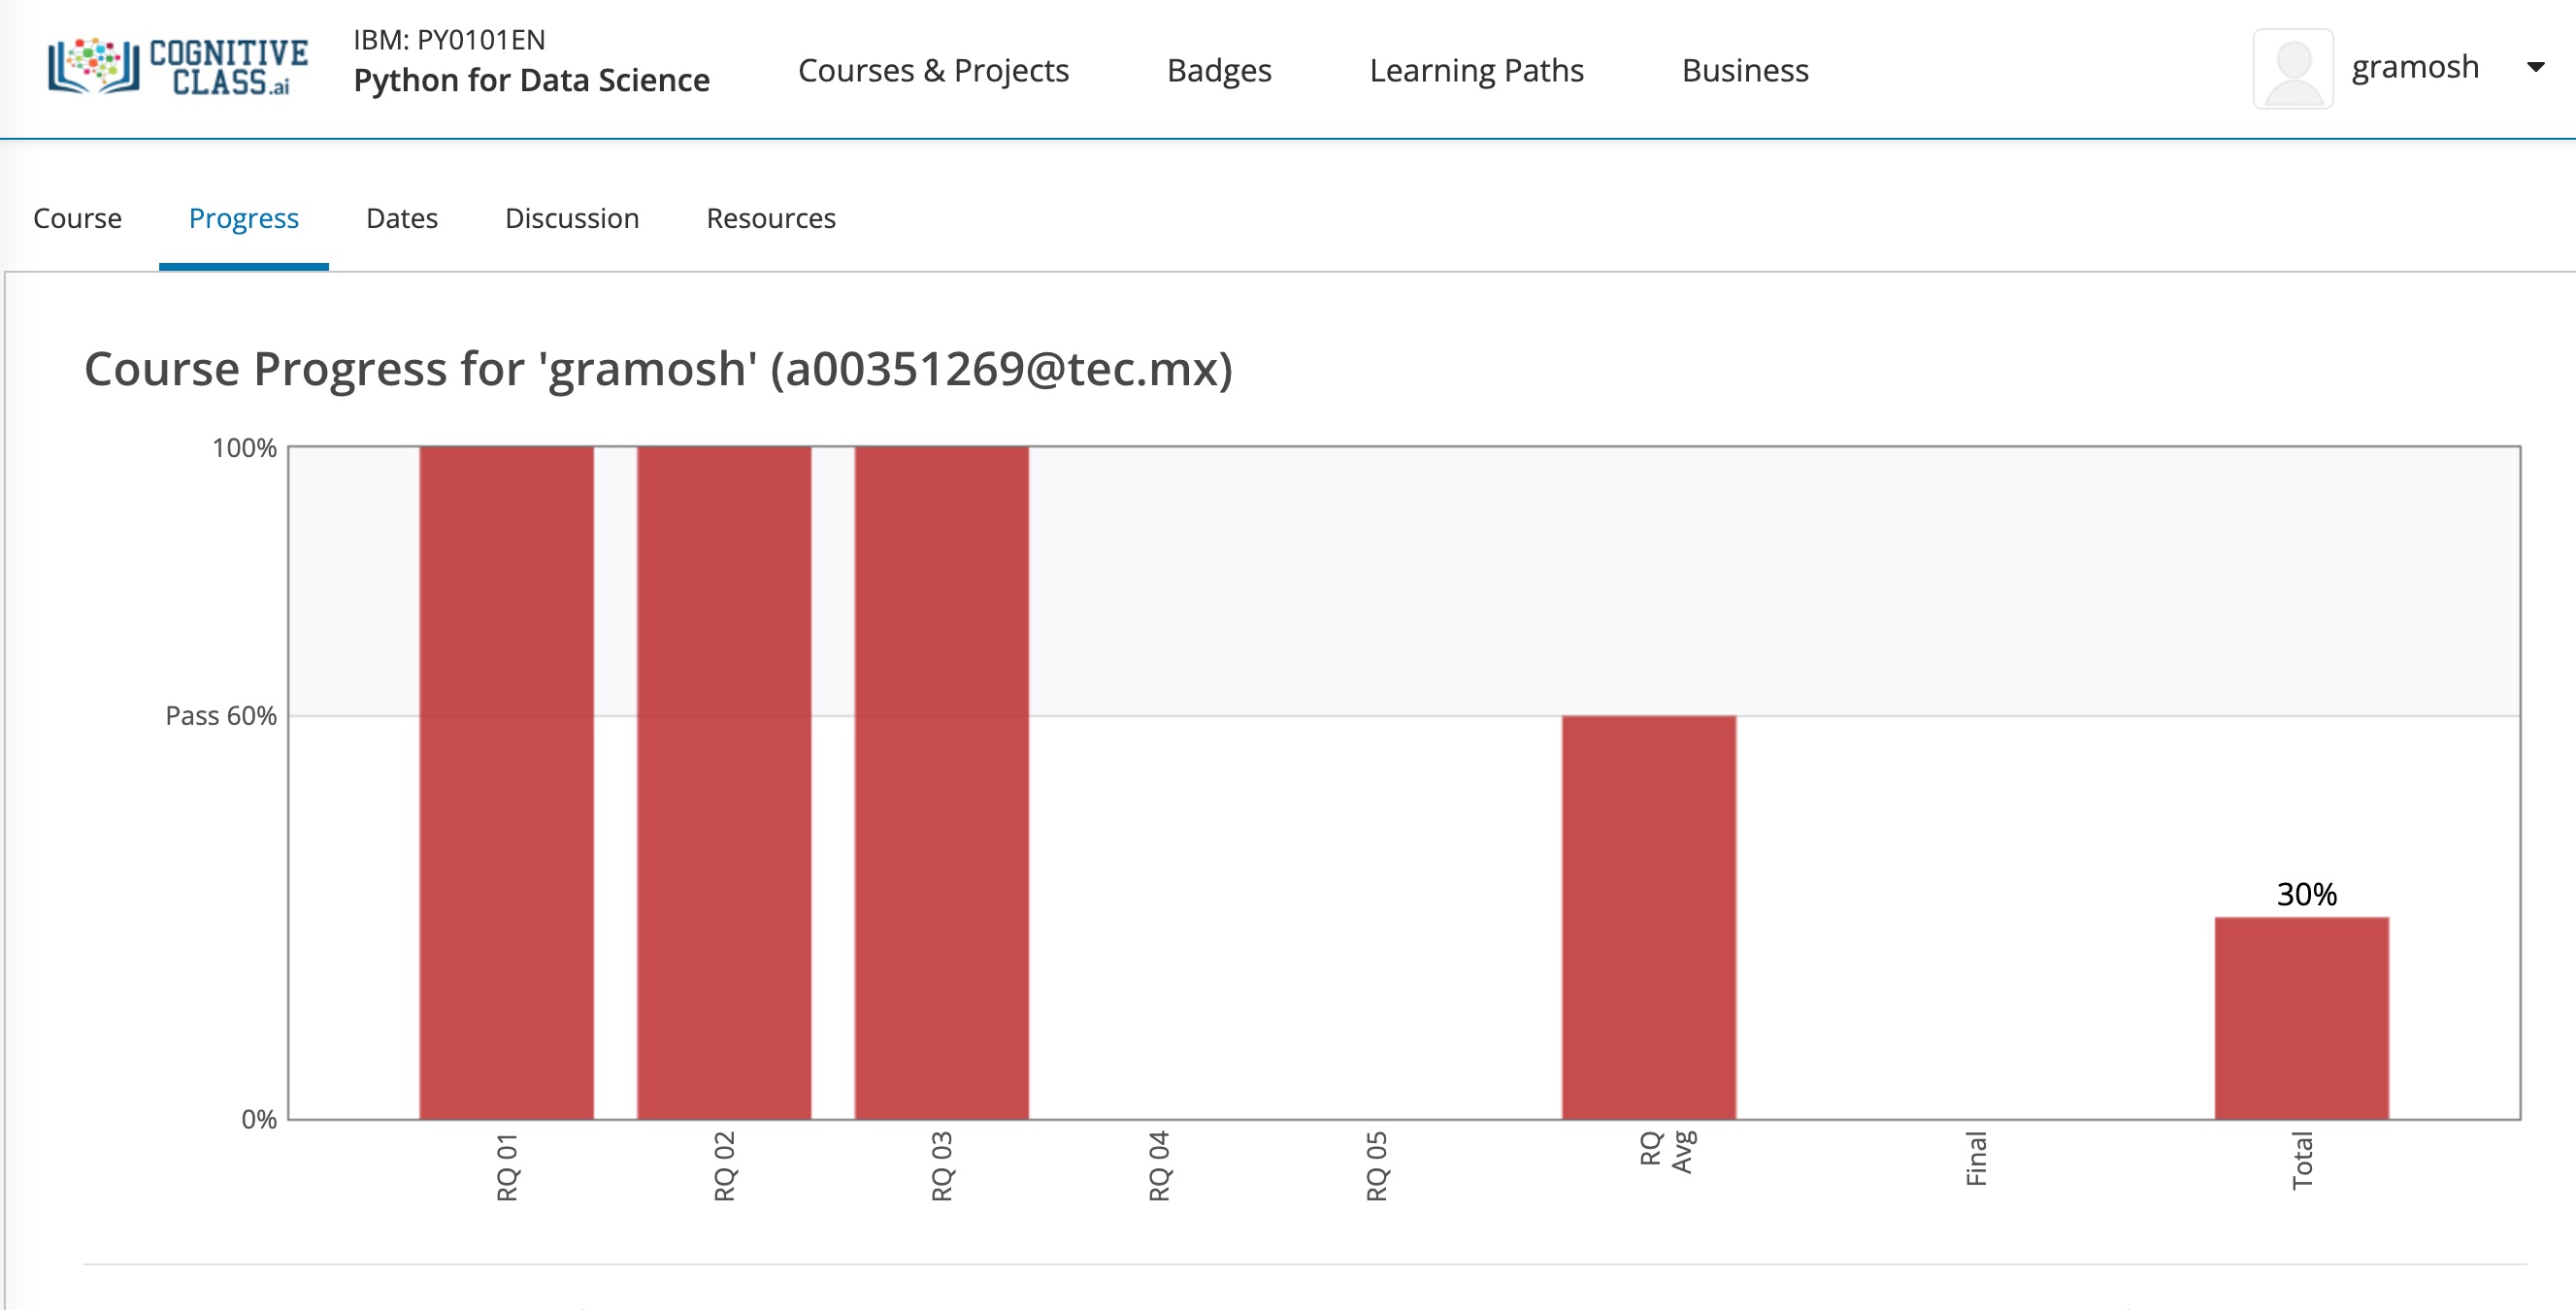 COGNITIVE
CLASS.ai
IBM: PY0101EN
Python for Data Science
Courses & Projects
Badges
Learning Paths
Business
gramosh
Course
Progress
Dates
Discussion
Resources
Course Progress for 'gramosh' (a00351269@tec.mx)
100%
Pass 60%
0%
30%
RQ 01
RQ 02
RQ 03
RQ 04
RQ 05
RQ
Avg
Final
Total